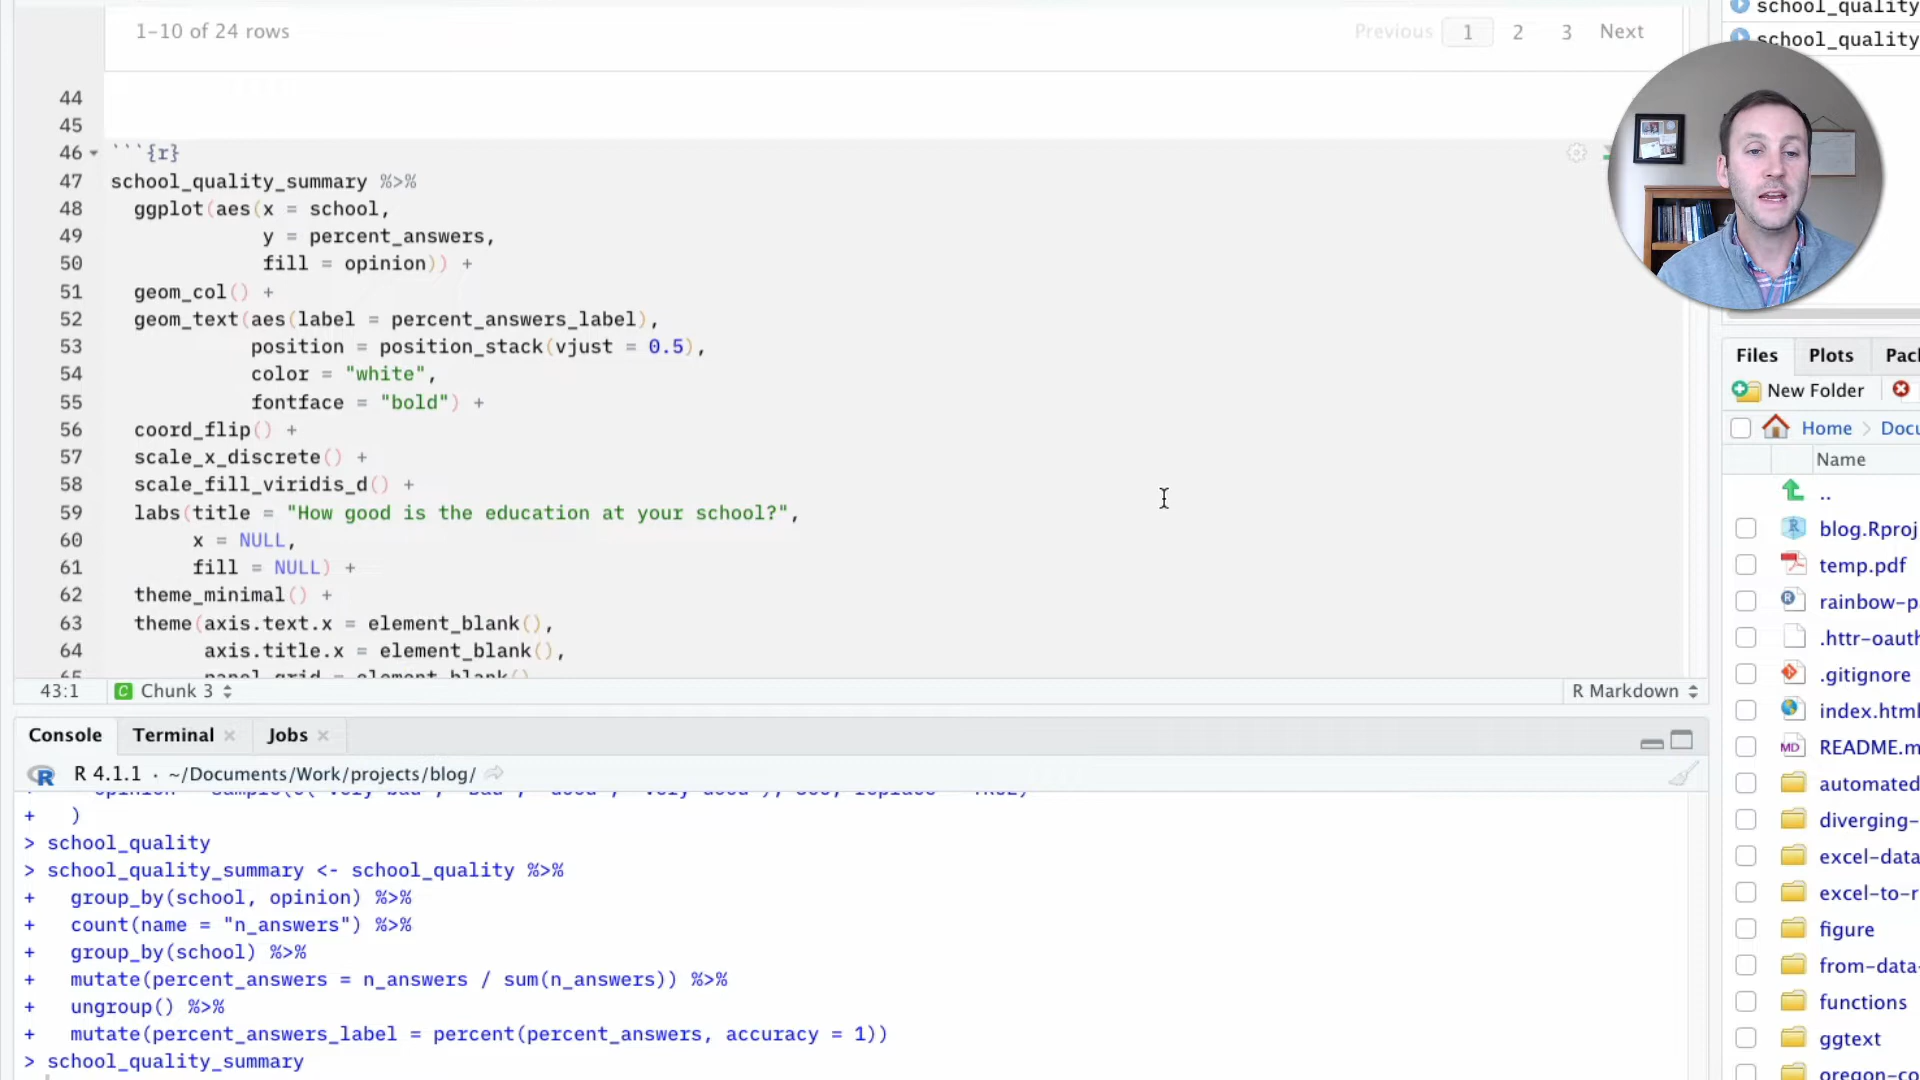 1-10 of 24 rows
Previous 1 2 3 Next
school_quality
school_quality
44
45
46 ```{r}
47 school_quality_summary %>%
48 ggplot(aes(x = school,
49 y = percent_answers,
50 fill = opinion)) +
51 geom_col() +
52 geom_text(aes(label = percent_answers_label),
53 position = position_stack(vjust = 0.5),
54 color = "white",
55 fontface = "bold") +
56 coord_flip() +
57 scale_x_discrete() +
58 scale_fill_viridis_d() +
59 labs(title = "How good is the education at your school?",
60 x = NULL,
61 fill = NULL) +
62 theme_minimal() +
63 theme(axis.text.x = element_blank(),
64 axis.title.x = element_blank(),
65 panel.grid = element_blank()
43:1 Chunk 3 R Markdown
Console Terminal Jobs
R 4.1.1 · ~/Documents/Work/projects/blog/
+ )
> school_quality
> school_quality_summary <- school_quality %>%
+ group_by(school, opinion) %>%
+ count(name = "n_answers") %>%
+ group_by(school) %>%
+ mutate(percent_answers = n_answers / sum(n_answers)) %>%
+ ungroup() %>%
+ mutate(percent_answers_label = percent(percent_answers, accuracy = 1))
> school_quality_summary
Files Plots Pac
New Folder
Home Docu
Name
..
blog.Rproj
temp.pdf
rainbow-p
.httr-oauth
.gitignore
index.html
README.m
automated
diverging-
excel-data
excel-to-r
figure
from-data
functions
ggtext
oregon-co